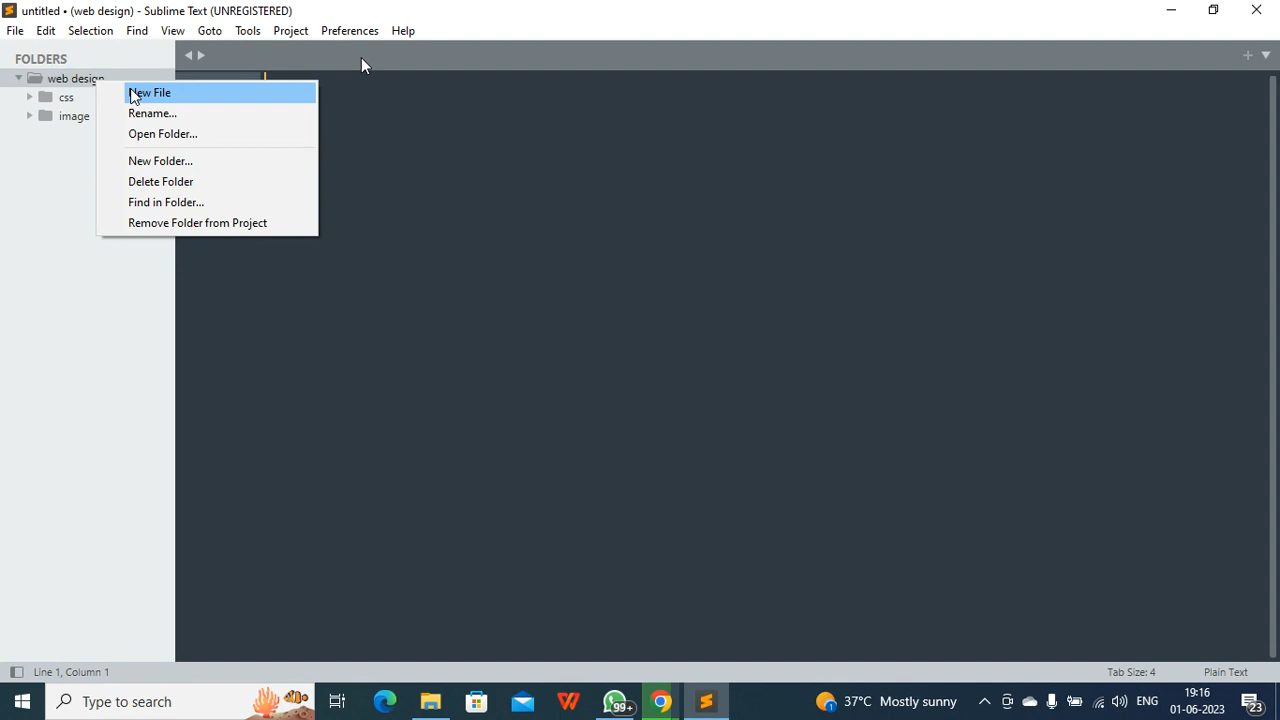 untitled • (web design) - Sublime Text (UNREGISTERED)
File Edit Selection Find View Goto Tools Project Preferences Help
FOLDERS
web design
css
image
New File
Rename...
Open Folder...
New Folder...
Delete Folder
Find in Folder...
Remove Folder from Project
Line 1, Column 1
Tab Size: 4
Plain Text
Type to search
99+
1
37°C Mostly sunny
ENG
19:16
01-06-2023
23